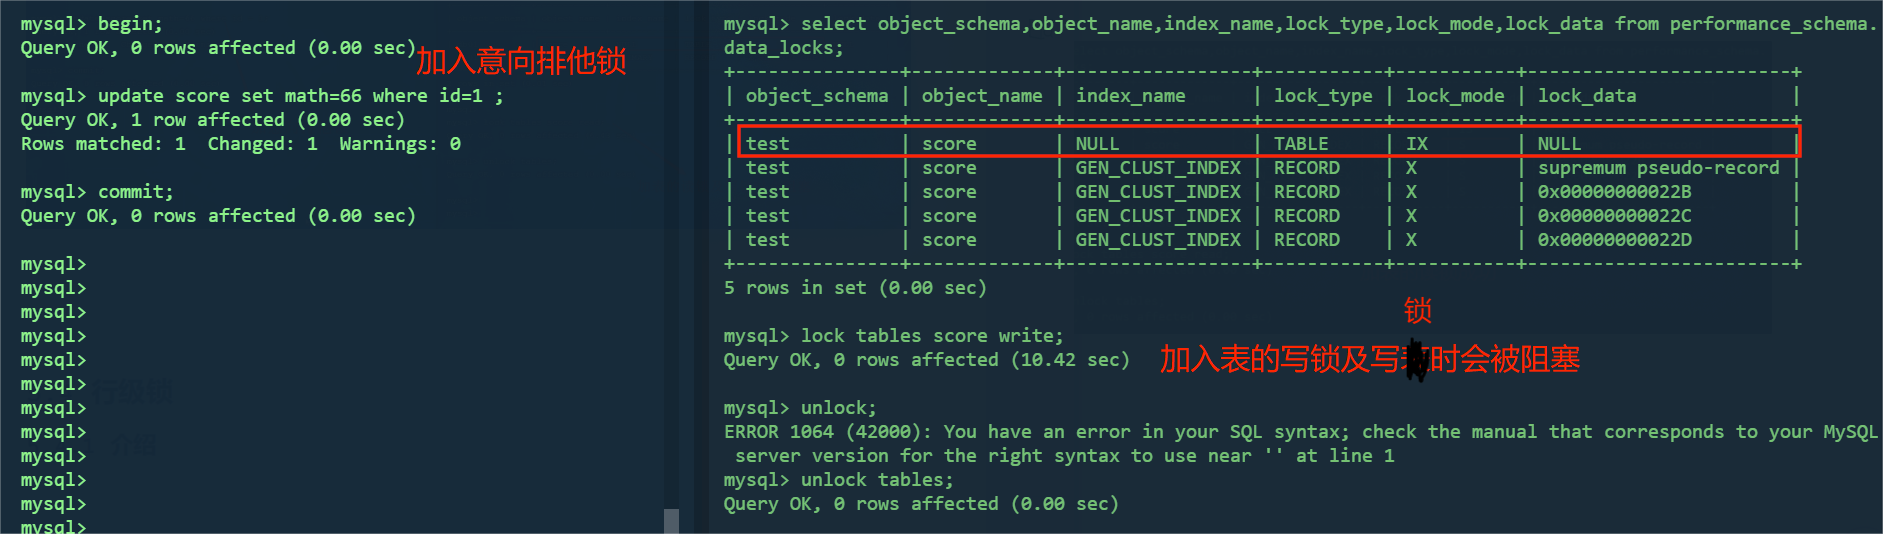 mysql> begin;
Query OK, 0 rows affected (0.00 sec)
加入意向排他锁
mysql> update score set math=66 where id=1 ;
Query OK, 1 row affected (0.00 sec)
Rows matched: 1  Changed: 1  Warnings: 0
mysql> commit;
Query OK, 0 rows affected (0.00 sec)
mysql>
mysql>
mysql>
mysql>
mysql>
mysql>
mysql>
mysql>
mysql>
mysql>
mysql>
mysql>
行级锁
介绍
mysql> select object_schema,object_name,index_name,lock_type,lock_mode,lock_data from performance_schema.
data_locks;
+---------------+-------------+-----------------+-----------+-----------+------------------------+
| object_schema | object_name | index_name      | lock_type | lock_mode | lock_data              |
+---------------+-------------+-----------------+-----------+-----------+------------------------+
| test          | score       | NULL            | TABLE     | IX        | NULL                   |
| test          | score       | GEN_CLUST_INDEX | RECORD    | X         | supremum pseudo-record |
| test          | score       | GEN_CLUST_INDEX | RECORD    | X         | 0x00000000022B         |
| test          | score       | GEN_CLUST_INDEX | RECORD    | X         | 0x00000000022C         |
| test          | score       | GEN_CLUST_INDEX | RECORD    | X         | 0x00000000022D         |
+---------------+-------------+-----------------+-----------+-----------+------------------------+
5 rows in set (0.00 sec)
锁
mysql> lock tables score write;
Query OK, 0 rows affected (10.42 sec)
加入表的写锁及写时会被阻塞
mysql> unlock;
ERROR 1064 (42000): You have an error in your SQL syntax; check the manual that corresponds to your MySQL
server version for the right syntax to use near '' at line 1
mysql> unlock tables;
Query OK, 0 rows affected (0.00 sec)